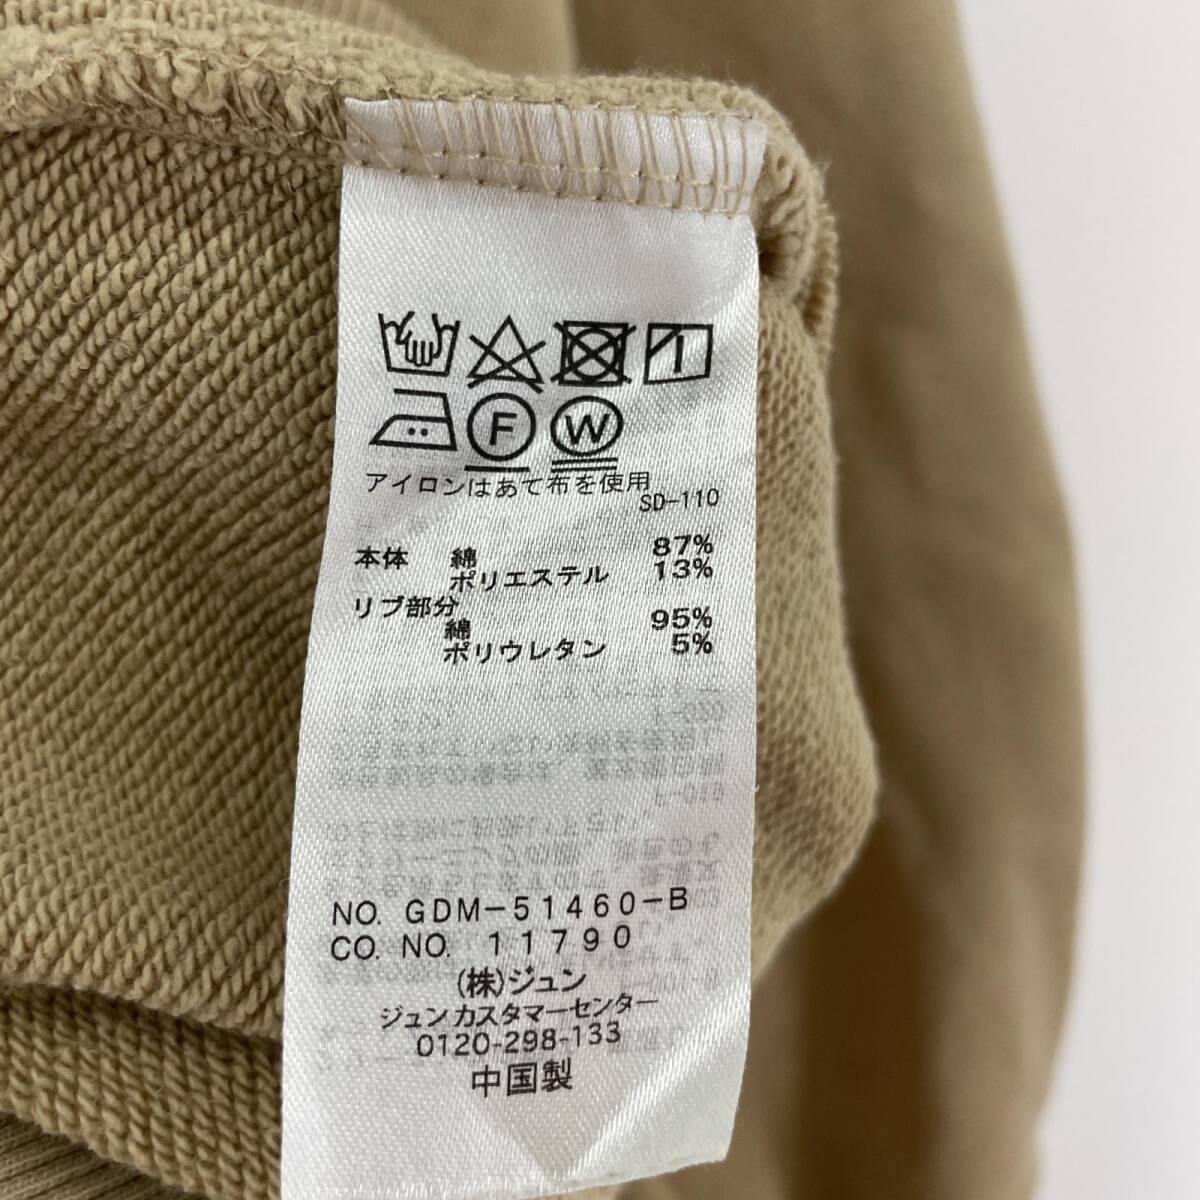 F
W
アイロンはあて布を使用
SD-110
本体 綿 87%
ポリエステル 13%
リブ部分
綿 95%
ポリウレタン 5%
NO. GDM-51460-B
CO. NO. 11790
(株)ジュン
ジュンカスタマーセンター
0120-298-133
中国製